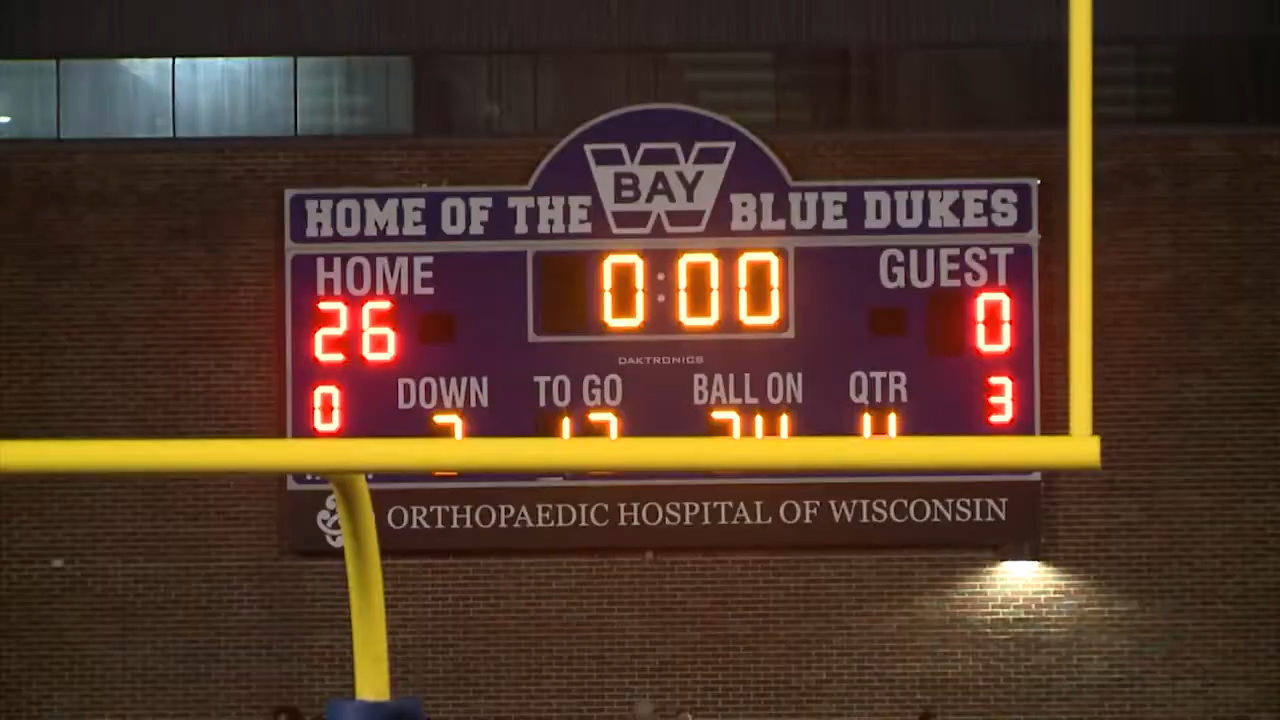 HOME OF THE W BAY BLUE DUKES
HOME 0:00 GUEST
26 0
DAKTRONICS
0 DOWN TO GO BALL ON QTR 3
ORTHOPAEDIC HOSPITAL OF WISCONSIN